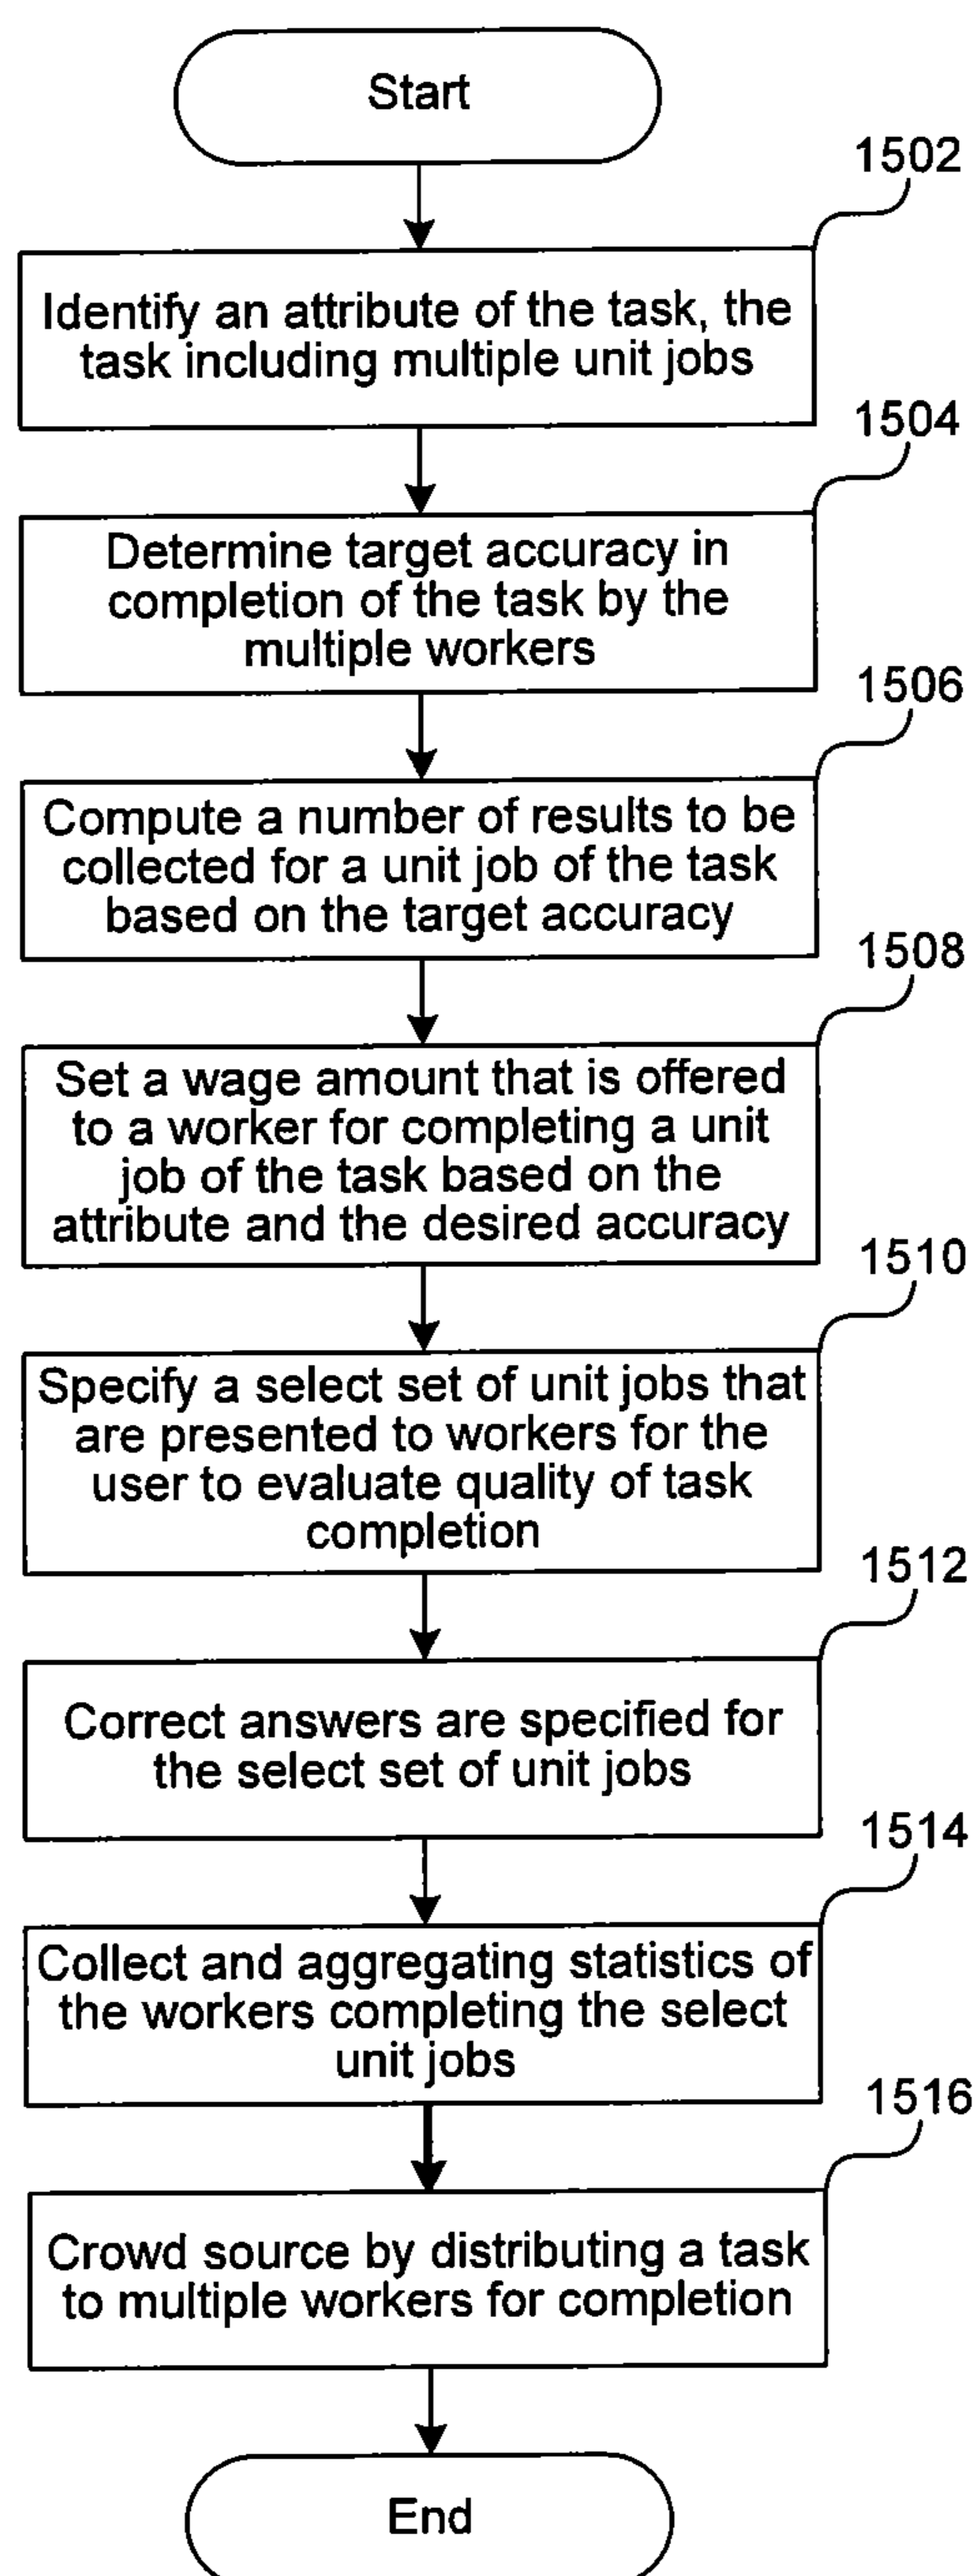 Start
1502
Identify an attribute of the task, the
task including multiple unit jobs
1504
Determine target accuracy in
completion of the task by the
multiple workers
1506
Compute a number of results to be
collected for a unit job of the task
based on the target accuracy
1508
Set a wage amount that is offered
to a worker for completing a unit
job of the task based on the
attribute and the desired accuracy
1510
Specify a select set of unit jobs that
are presented to workers for the
user to evaluate quality of task
completion
1512
Correct answers are specified for
the select set of unit jobs
1514
Collect and aggregating statistics of
the workers completing the select
unit jobs
1516
Crowd source by distributing a task
to multiple workers for completion
End